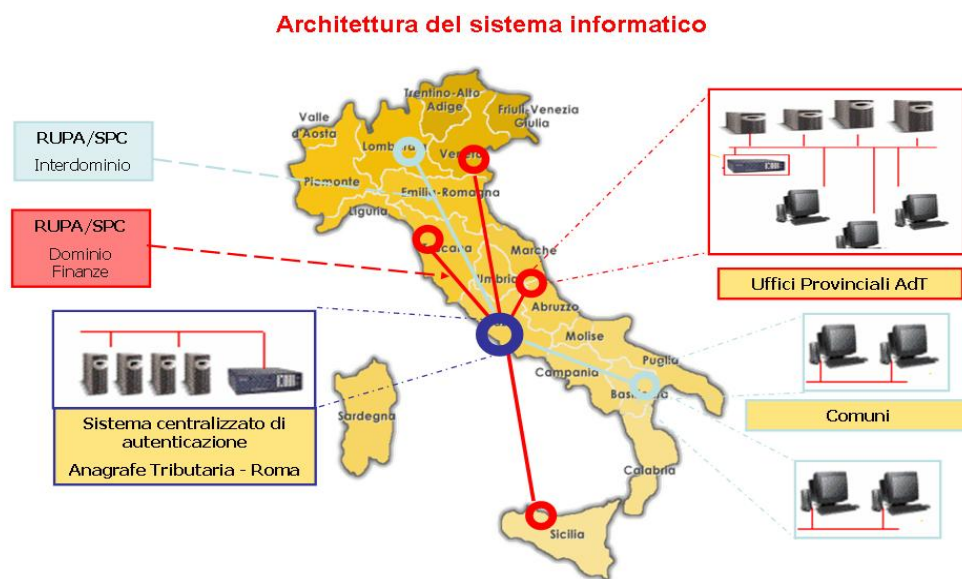 Architettura del sistema informatico
RUPA/SPC
Interdominio
RUPA/SPC
Dominio
Finanze
Valle
d'Aosta
Trentino-Alto
Adige
Friuli-Venezia
Giulia
Lombardia
Veneto
Piemonte
Emilia-Romagna
Liguria
Toscana
Marche
Umbria
Abruzzo
Molise
Puglia
Campania
Basilicata
Sardegna
Calabria
Sicilia
Uffici Provinciali AdT
Comuni
Sistema centralizzato di
autenticazione
Anagrafe Tributaria - Roma